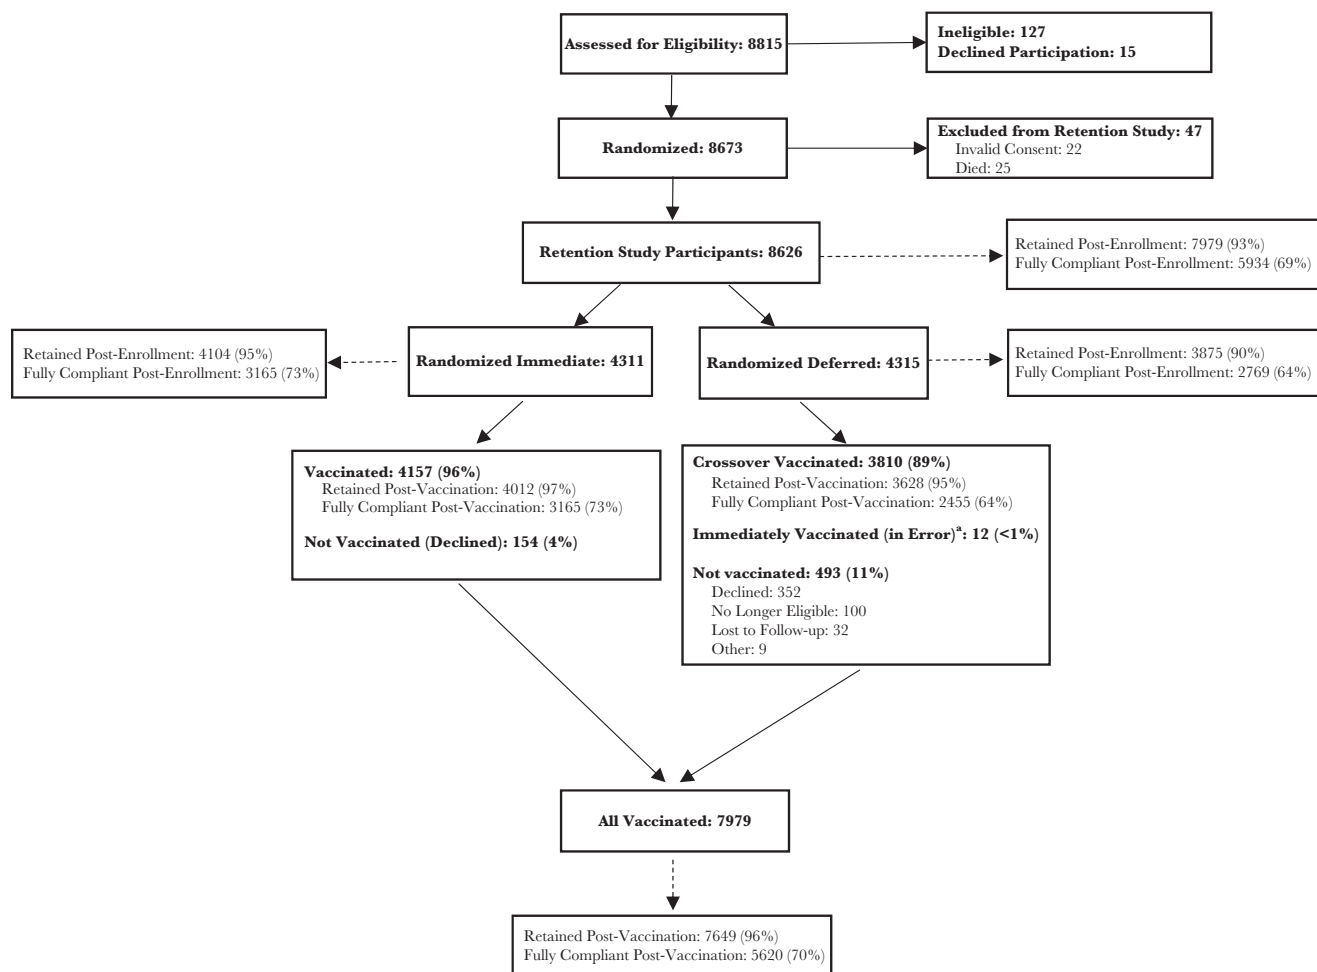 Assessed for Eligibility: 8815
Ineligible: 127
Declined Participation: 15
Randomized: 8673
Excluded from Retention Study: 47
Invalid Consent: 22
Died: 25
Retention Study Participants: 8626
Retained Post-Enrollment: 7979 (93%)
Fully Compliant Post-Enrollment: 5934 (69%)
Retained Post-Enrollment: 4104 (95%)
Fully Compliant Post-Enrollment: 3165 (73%)
Randomized Immediate: 4311
Randomized Deferred: 4315
Retained Post-Enrollment: 3875 (90%)
Fully Compliant Post-Enrollment: 2769 (64%)
Vaccinated: 4157 (96%)
Retained Post-Vaccination: 4012 (97%)
Fully Compliant Post-Vaccination: 3165 (73%)
Not Vaccinated (Declined): 154 (4%)
Crossover Vaccinated: 3810 (89%)
Retained Post-Vaccination: 3628 (95%)
Fully Compliant Post-Vaccination: 2455 (64%)
Immediately Vaccinated (in Error)ª: 12 (<1%)
Not vaccinated: 493 (11%)
Declined: 352
No Longer Eligible: 100
Lost to Follow-up: 32
Other: 9
All Vaccinated: 7979
Retained Post-Vaccination: 7649 (96%)
Fully Compliant Post-Vaccination: 5620 (70%)